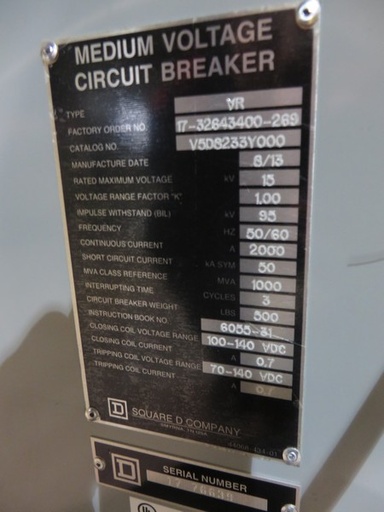 MEDIUM VOLTAGE
CIRCUIT BREAKER
TYPE VR
FACTORY ORDER NO. 17-32643400-269
CATALOG NO. V5D8233Y000
MANUFACTURE DATE 8/13
RATED MAXIMUM VOLTAGE kV 15
VOLTAGE RANGE FACTOR "K" 1.00
IMPULSE WITHSTAND (BIL) kV 95
FREQUENCY HZ 50/60
CONTINUOUS CURRENT A 2000
SHORT CIRCUIT CURRENT kA SYM 50
MVA CLASS REFERENCE MVA 1000
INTERRUPTING TIME CYCLES 3
CIRCUIT BREAKER WEIGHT LBS 500
INSTRUCTION BOOK NO. 6055-31
CLOSING COIL VOLTAGE RANGE 100-140 VDC
CLOSING COIL CURRENT A 0.7
TRIPPING COIL VOLTAGE RANGE 70-140 VDC
TRIPPING COIL CURRENT A 0.7
D SQUARE D COMPANY
D SERIAL NUMBER